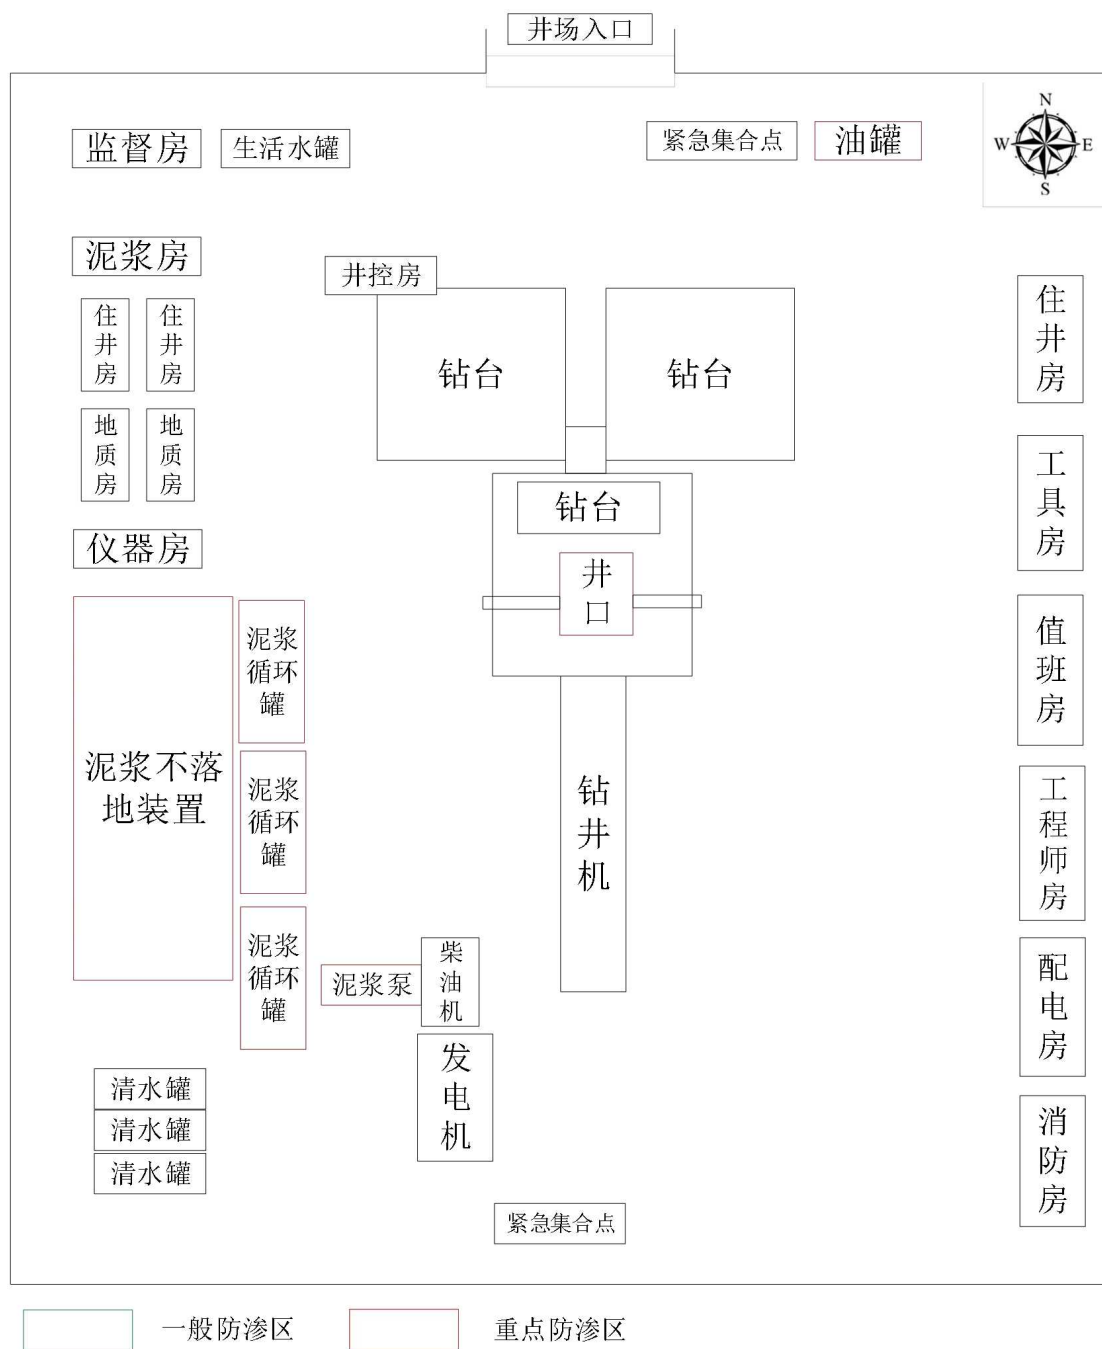 井场入口
监督房
生活水罐
紧急集合点
油罐
N
W
E
S
泥浆房
井控房
住井房
住井房
钻台
钻台
住井房
地质房
地质房
钻台
工具房
仪器房
井口
泥浆
循环
罐
值班房
泥浆不落
地装置
泥浆
循环
罐
钻井机
工程师房
泥浆
循环
罐
泥浆泵
柴油机
配电房
发电机
清水罐
清水罐
清水罐
消防房
紧急集合点
一般防渗区
重点防渗区